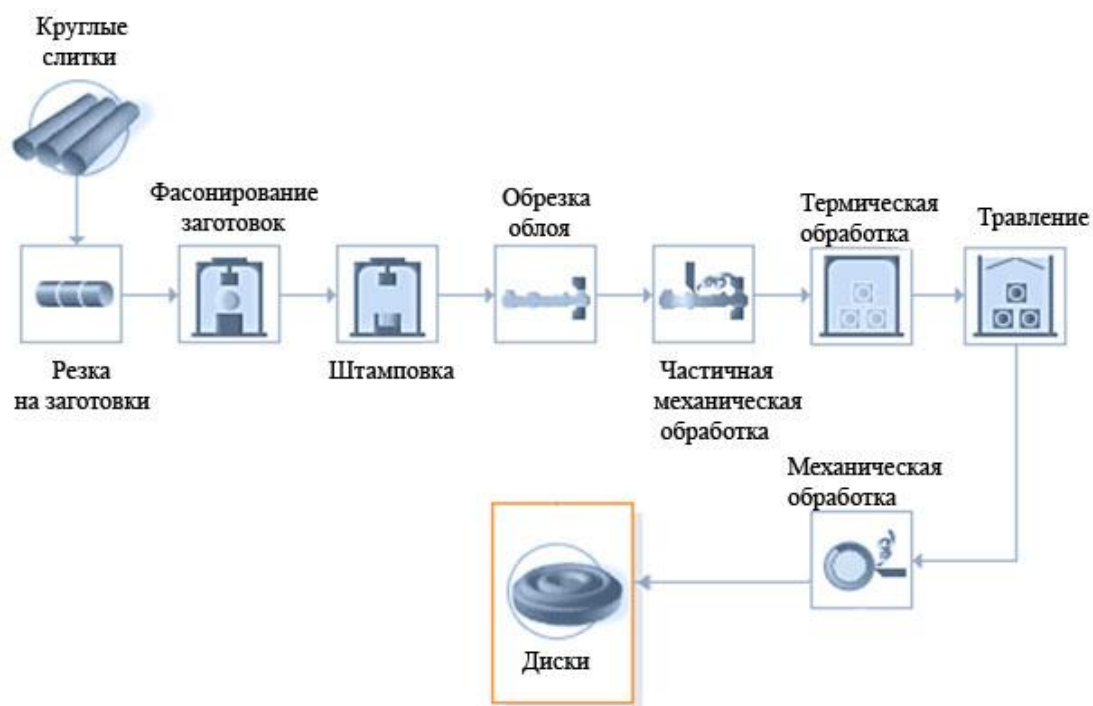 Круглые
слитки
Резка
на заготовки
Фасонирование
заготовок
Штамповка
Обрезка
облоя
Частичная
механическая
обработка
Термическая
обработка
Травление
Механическая
обработка
Диски